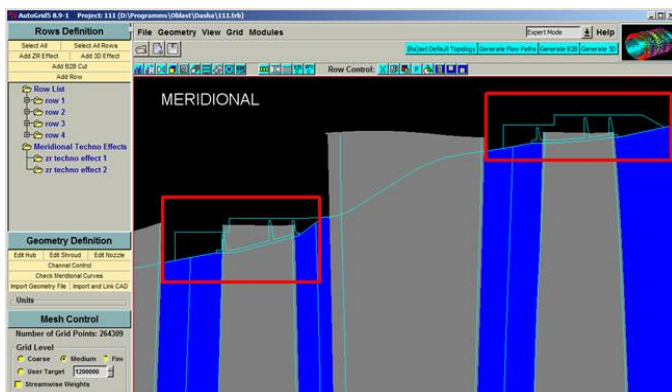 AutoGrid5 8.9-1   Project: 111 (D:\Programms\Oblast\Dasha\111.trb)
Rows Definition
File Geometry View Grid Modules
Expert Mode
Help
Select All
Select All Rows
Add ZR Effect
Add 3D Effect
Add B2B Cut
Add Row
(Re)set Default Topology
Generate Flow Paths
Generate B2B
Generate 3D
Row Control:
MERIDIONAL
Row List
row 1
row 2
row 3
row 4
Meridional Techno Effects
zr techno effect 1
zr techno effect 2
Geometry Definition
Edit Hub
Edit Shroud
Edit Nozzle
Channel Control
Check Meridional Curves
Import Geometry File
Import and Link CAD
Units
Mesh Control
Number of Grid Points: 264309
Grid Level
Coarse
Medium
Fine
User Target
1200000
Streamwise Weights